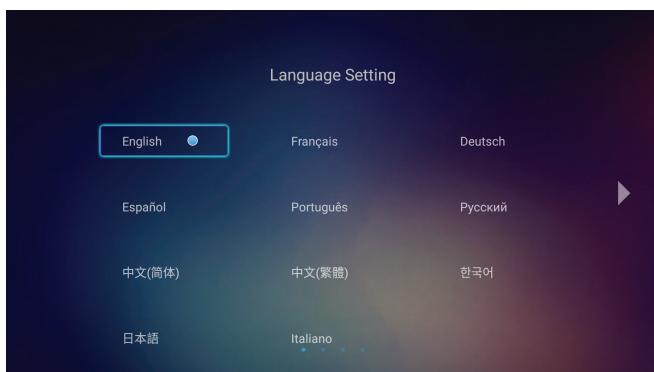 Language Setting
English Français Deutsch
Español Português Русский
中文(简体) 中文(繁體) 한국어
日本語 Italiano